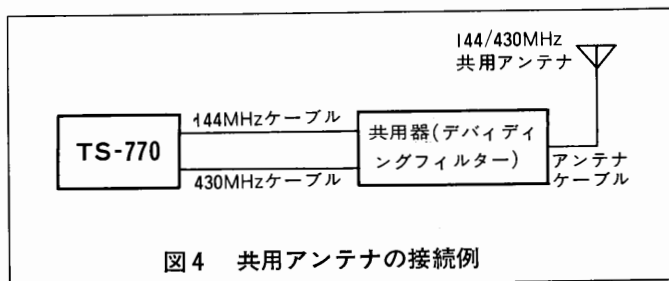 144/430MHz
共用アンテナ
144MHzケーブル
TS-770
共用器(デバイディ
ングフィルター)
430MHzケーブル
アンテナ
ケーブル
図4 共用アンテナの接続例